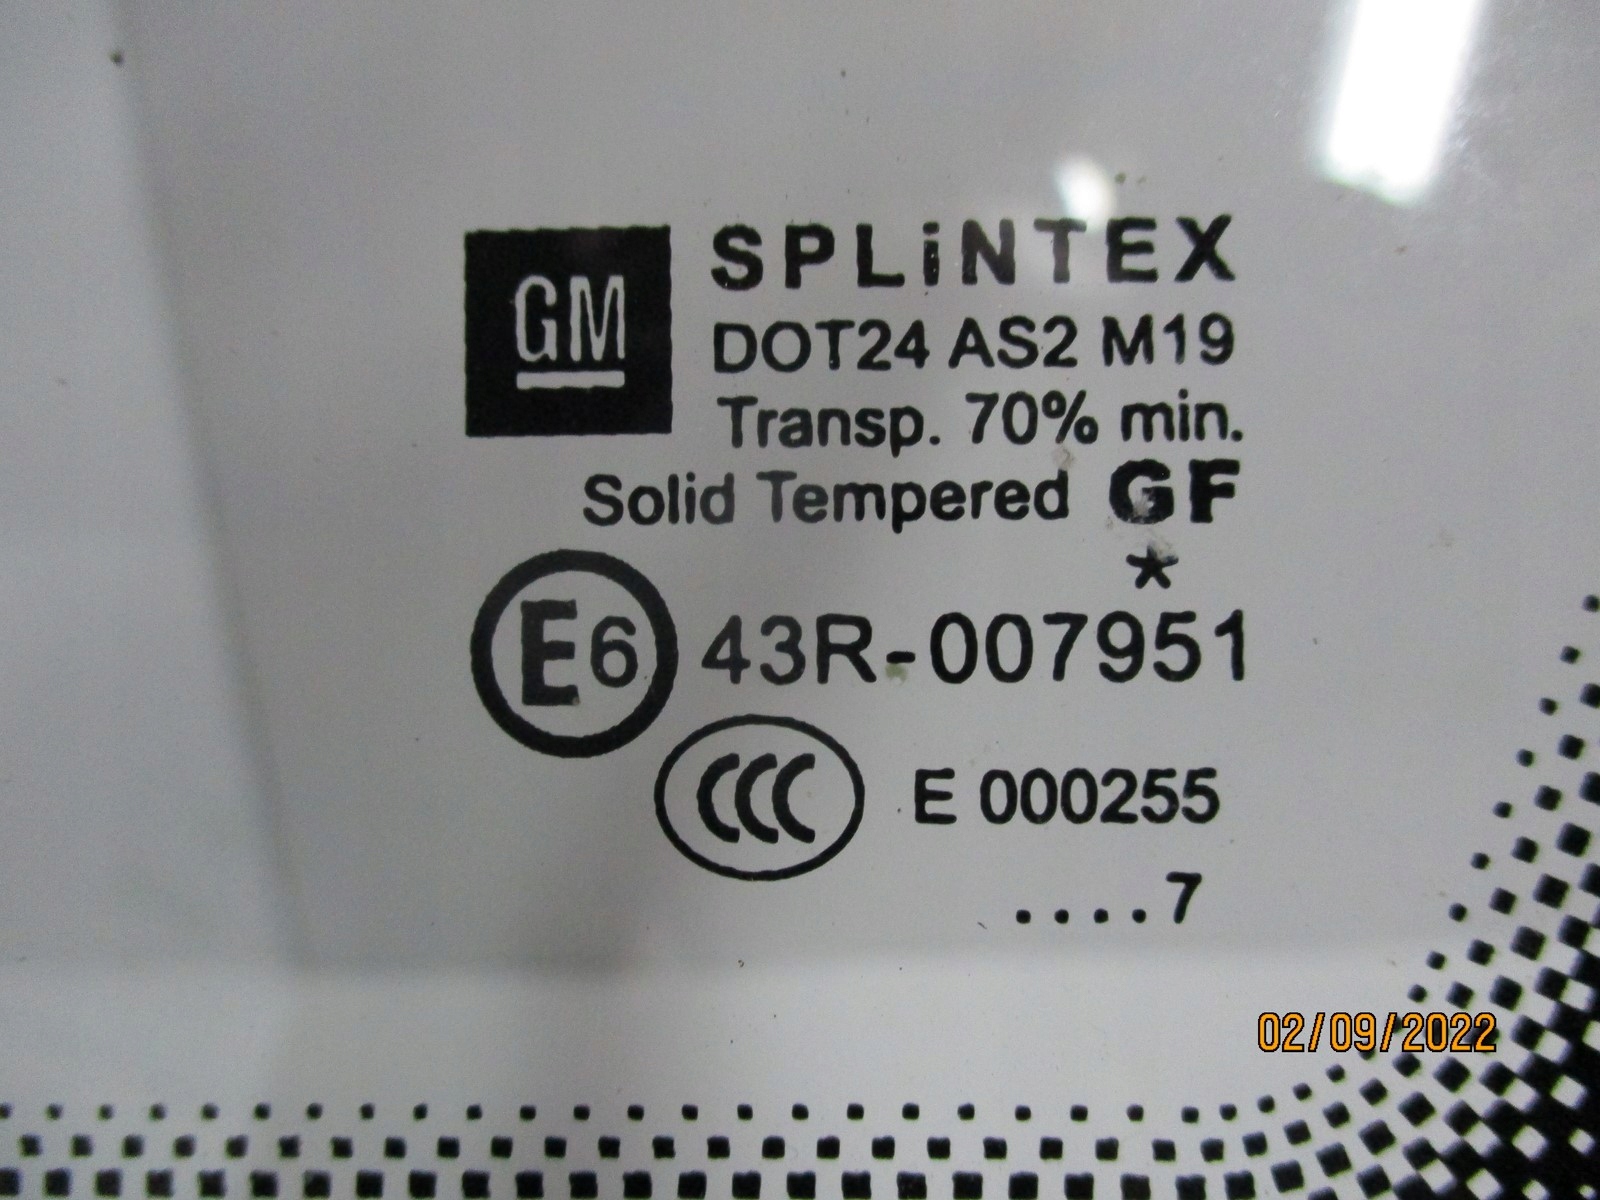 GM
SPLiNTEX
DOT24 AS2 M19
Transp. 70% min.
Solid Tempered GF
*
E6 43R-007951
CCC E 000255
....7
02/09/2022